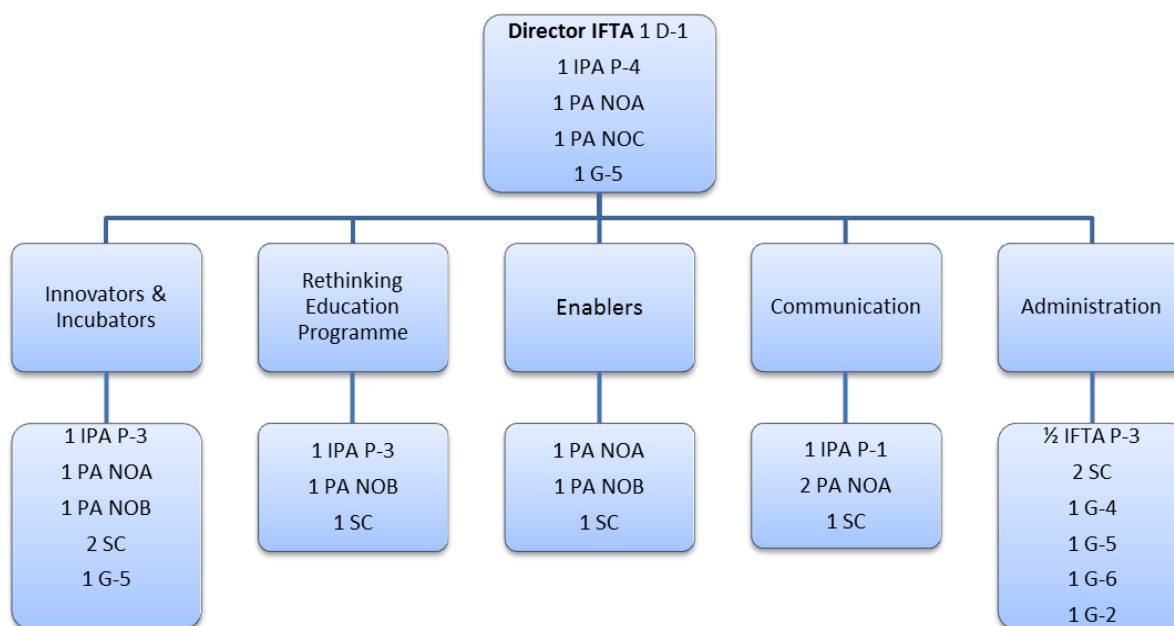 Director IFTA 1 D-1
1 IPA P-4
1 PA NOA
1 PA NOC
1 G-5
Innovators &
Incubators
Rethinking
Education
Programme
Enablers
Communication
Administration
1 IPA P-3
1 PA NOA
1 PA NOB
2 SC
1 G-5
1 IPA P-3
1 PA NOB
1 SC
1 PA NOA
1 PA NOB
1 SC
1 IPA P-1
2 PA NOA
1 SC
½ IFTA P-3
2 SC
1 G-4
1 G-5
1 G-6
1 G-2